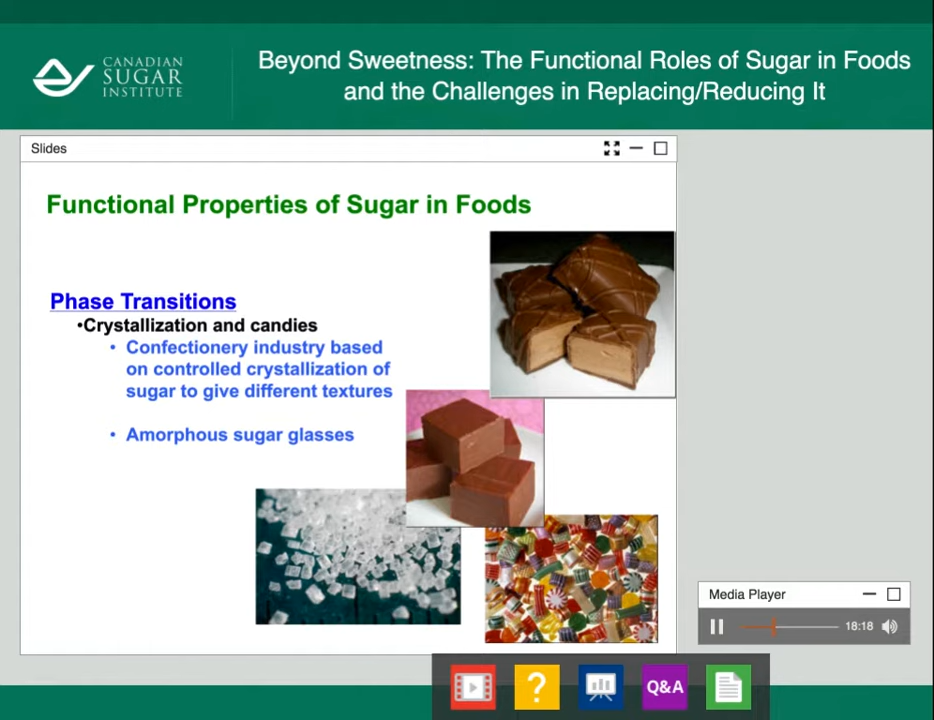 CANADIAN
SUGAR
INSTITUTE
Beyond Sweetness: The Functional Roles of Sugar in Foods
and the Challenges in Replacing/Reducing It
Slides
Functional Properties of Sugar in Foods
Phase Transitions
•Crystallization and candies
• Confectionery industry based
on controlled crystallization of
sugar to give different textures
• Amorphous sugar glasses
Media Player
18:18
?
Q&A